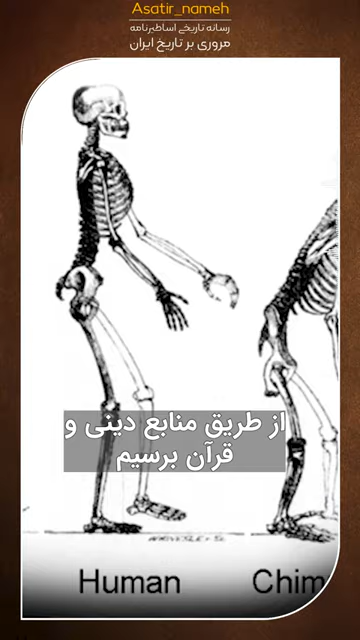 Asatir_nameh
رسانه تاریخی اساطیرنامه
مروری بر تاریخ ایران
از طریق منابع دینی و
قرآن برسیم
Human
Chim